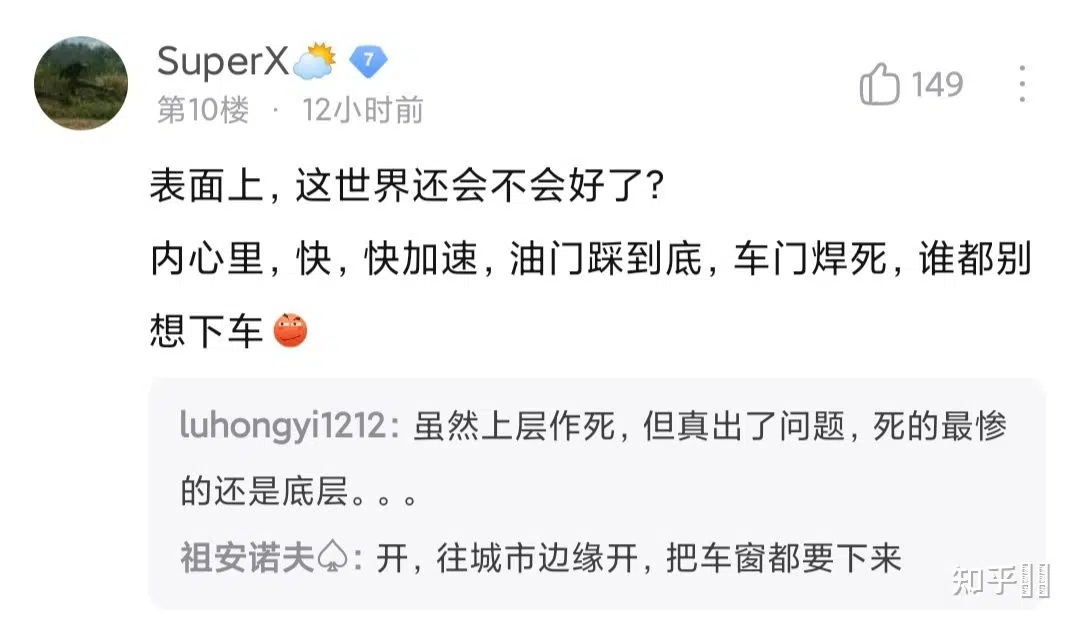 SuperX
7
第10楼 · 12小时前
149
表面上，这世界还会不会好了？
内心里，快，快加速，油门踩到底，车门焊死，谁都别
想下车
luhongyi1212：虽然上层作死，但真出了问题，死的最惨
的还是底层。。。
祖安诺夫♤：开，往城市边缘开，把车窗都要下来
知乎